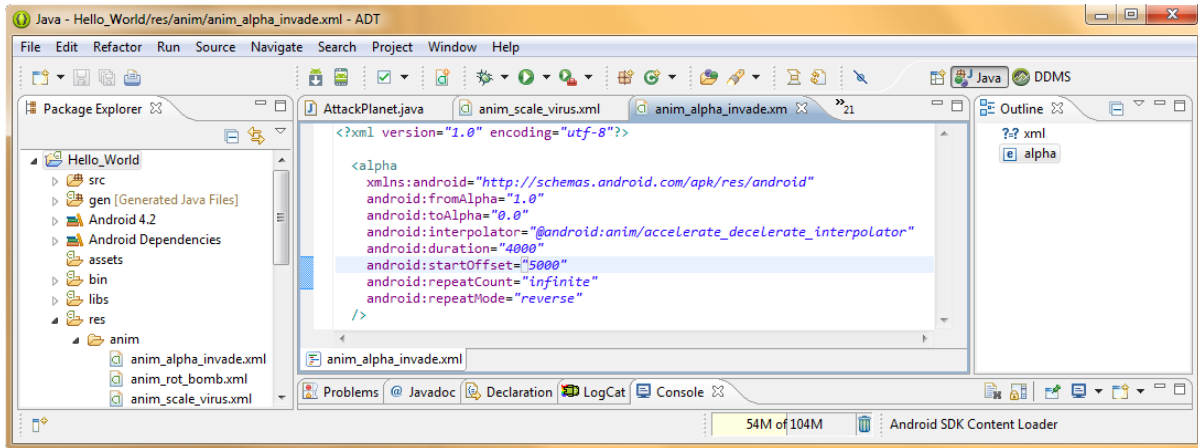 Java - Hello_World/res/anim/anim_alpha_invade.xml - ADT
File Edit Refactor Run Source Navigate Search Project Window Help
Java DDMS
Package Explorer
AttackPlanet.java anim_scale_virus.xml anim_alpha_invade.xm »21
Outline
<?xml version="1.0" encoding="utf-8"?>
?=? xml
e alpha
Hello_World
<alpha
src
xmlns:android="http://schemas.android.com/apk/res/android"
gen [Generated Java Files]
android:fromAlpha="1.0"
android:toAlpha="0.0"
Android 4.2
android:interpolator="@android:anim/accelerate_decelerate_interpolator"
Android Dependencies
android:duration="4000"
assets
android:startOffset="5000"
bin
android:repeatCount="infinite"
libs
android:repeatMode="reverse"
res
/>
anim
anim_alpha_invade.xml
anim_alpha_invade.xml
anim_rot_bomb.xml
anim_scale_virus.xml
Problems @ Javadoc Declaration LogCat Console
54M of 104M Android SDK Content Loader